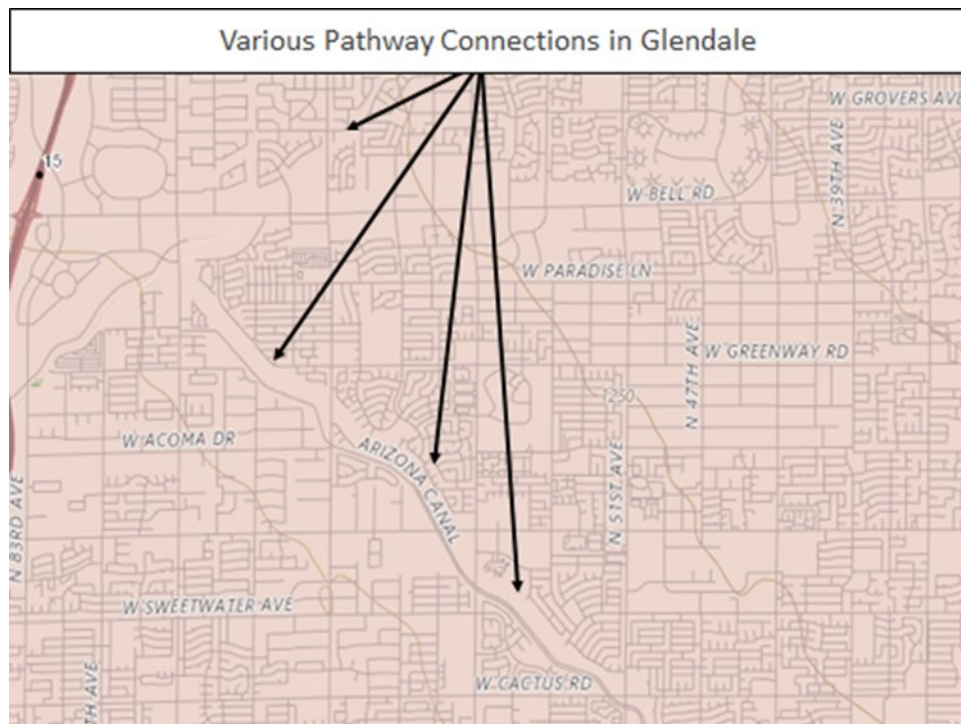 Various Pathway Connections in Glendale
W GROVERS AVE
N 39TH AVE
15
W BELL RD
W PARADISE LN
W GREENWAY RD
N 47TH AVE
1250
W ACOMA DR
ARIZONA CANAL
N 51ST AVE
N 83RD AVE
W SWEETWATER AVE
W CACTUS RD
TH AVE